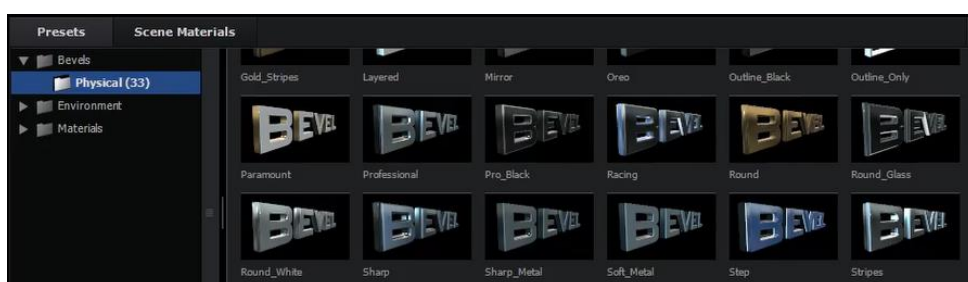 Presets Scene Materials
Bevels
Physical (33)
Environment
Materials
Gold_Stripes Layered Mirror Oreo Outline_Black Outline_Only
BEVEL BEVEL BEVEL BEVEL BEVEL BEVEL
Paramount Professional Pro_Black Racing Round Round_Glass
BEVEL BEVEL BEVEL BEVEL BEVEL BEVEL
Round_White Sharp Sharp_Metal Soft_Metal Step Stripes